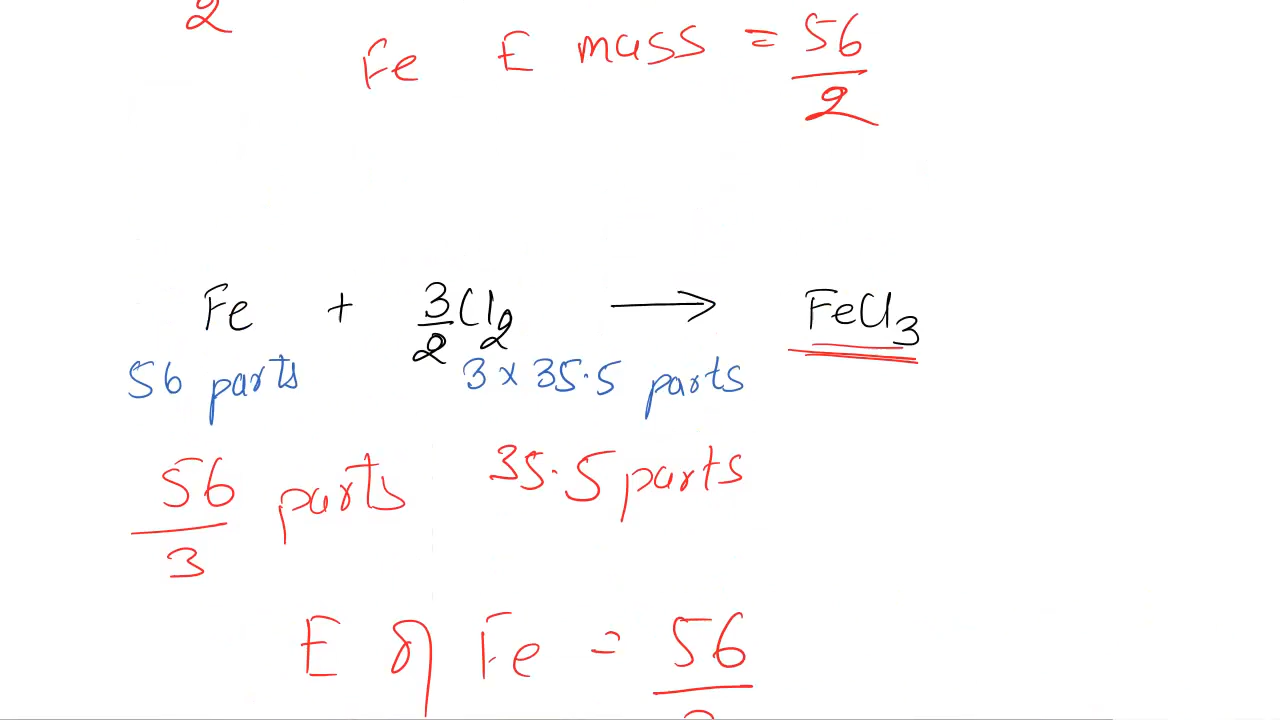 2
Fe E mass = 56/2
Fe + 3/2 Cl₂ ⟶ FeCl₃
56 parts 3 x 35.5 parts
56/3 parts 35.5 parts
E of Fe = 56